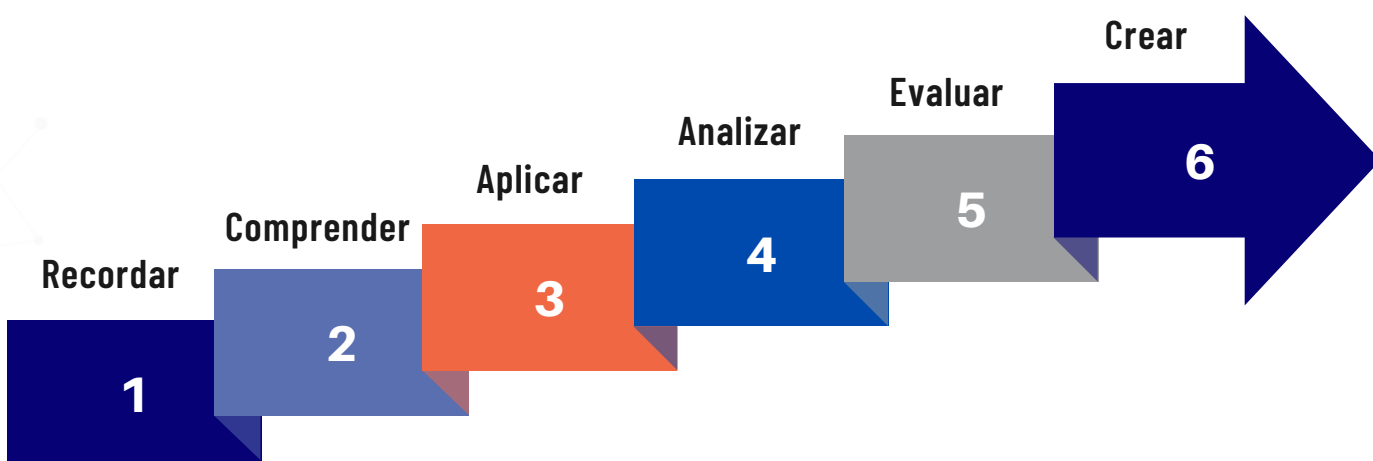 Recordar
1
Comprender
2
Aplicar
3
Analizar
4
Evaluar
5
Crear
6